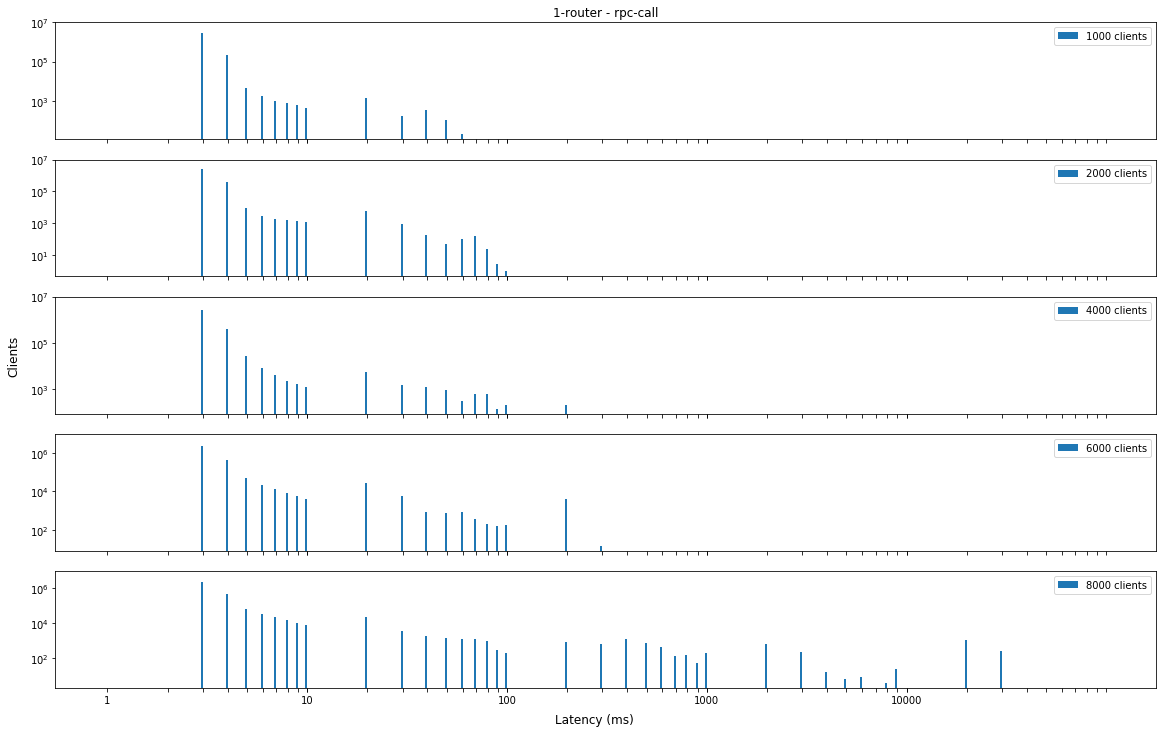 1-router - rpc-call
10^7
10^5
10^3
1000 clients
10^7
10^5
10^3
10^1
2000 clients
10^7
10^5
10^3
4000 clients
Clients
10^6
10^4
10^2
6000 clients
10^6
10^4
10^2
8000 clients
1 10 100 1000 10000
Latency (ms)